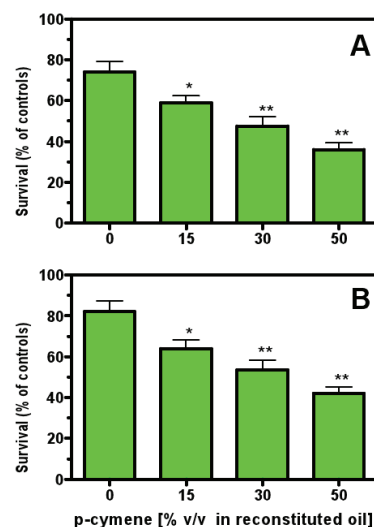 100
A
80
60
40
20
0
Survival (% of controls)
*
**
**
0 15 30 50
100
B
80
60
40
20
0
Survival (% of controls)
*
**
**
0 15 30 50
p-cymene [% v/v in reconstituted oil]